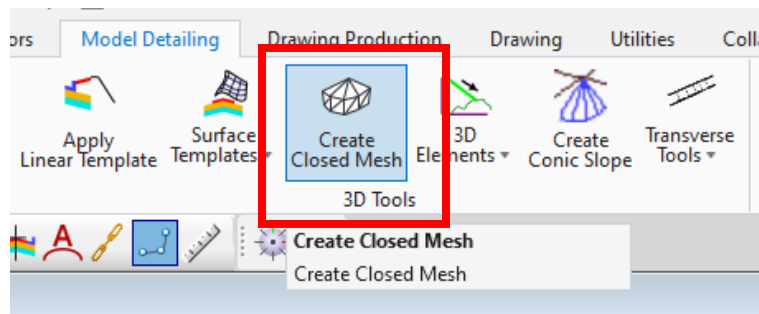 ors Model Detailing Drawing Production Drawing Utilities Colla
Apply
Linear Template
Surface
Templates
Create
Closed Mesh
3D
Elements
Create
Conic Slope
Transverse
Tools
3D Tools
Create Closed Mesh
Create Closed Mesh